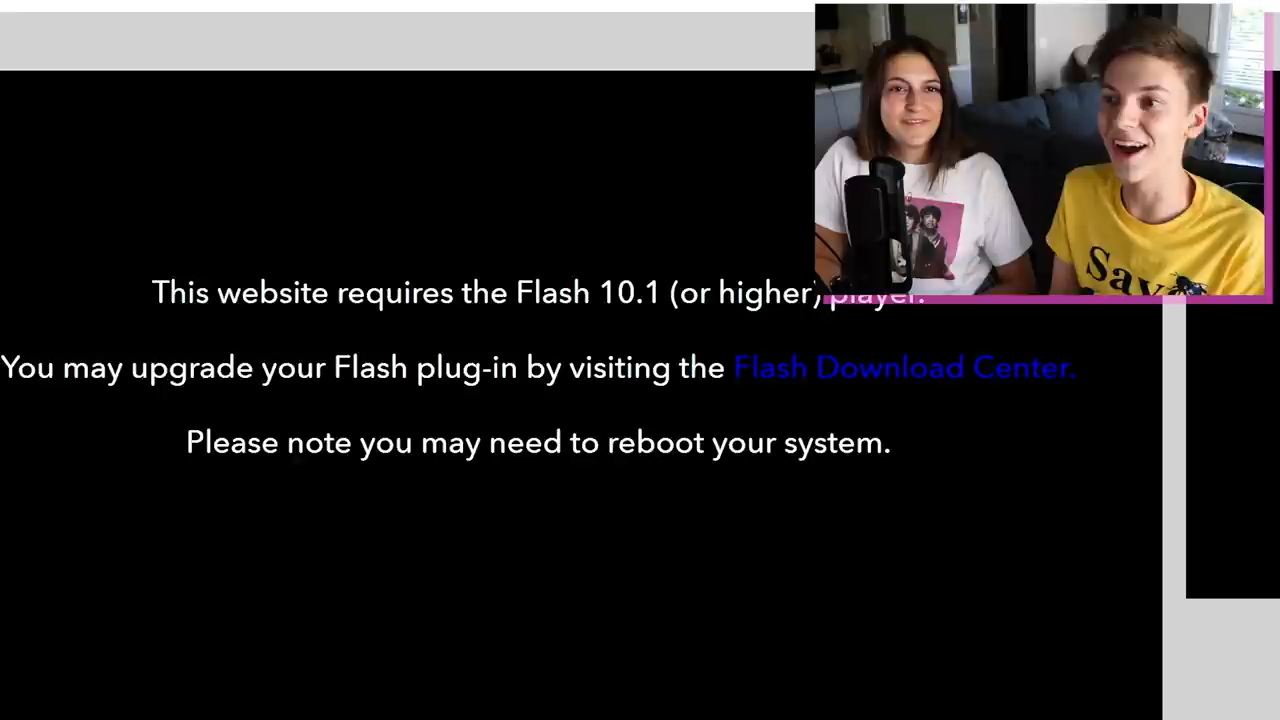 This website requires the Flash 10.1 (or higher) player.
You may upgrade your Flash plug-in by visiting the Flash Download Center.
Please note you may need to reboot your system.
Sav